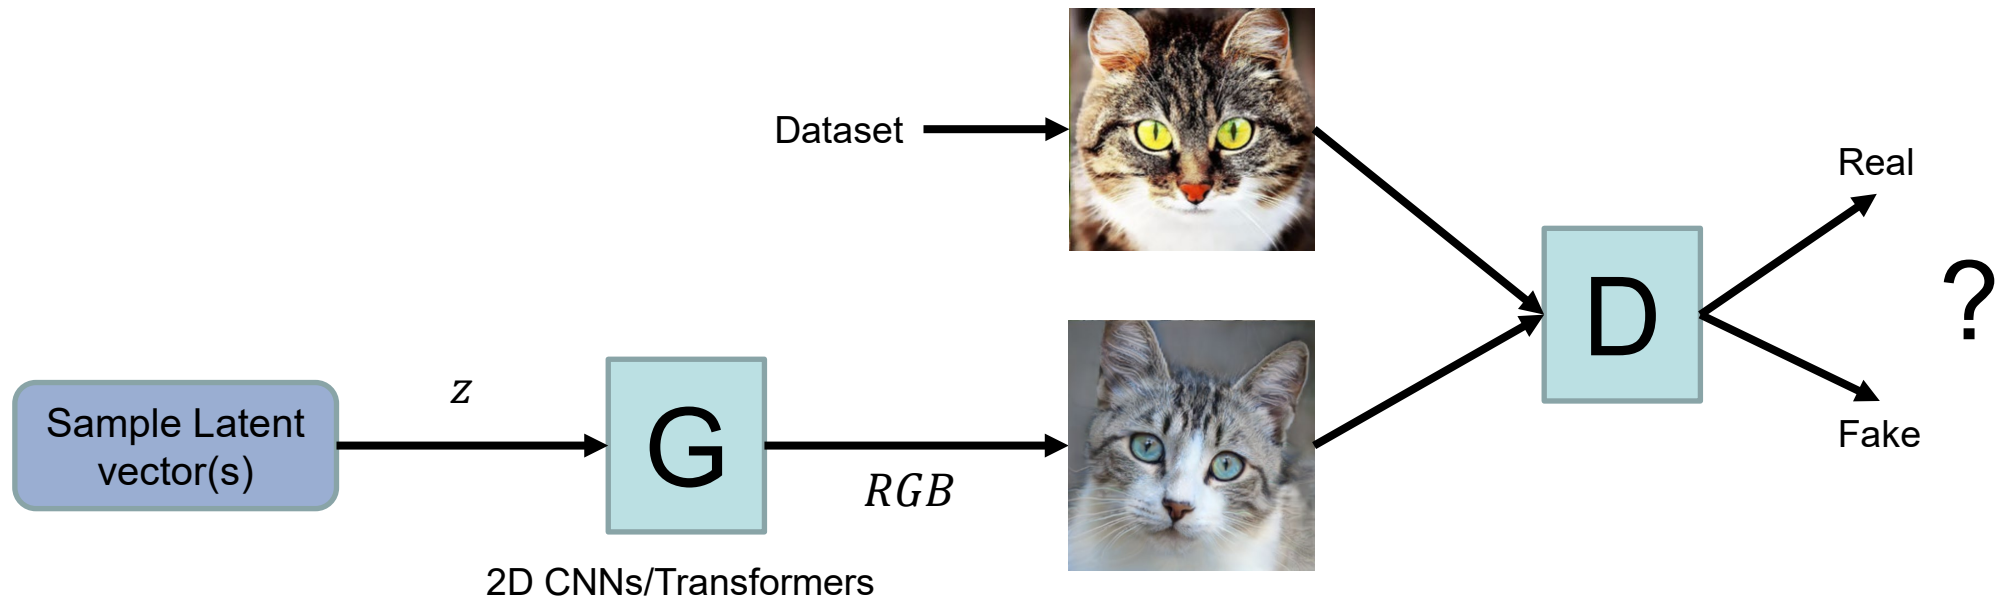 Dataset
Real
?
D
Fake
Sample Latent
vector(s)
z
G
RGB
2D CNNs/Transformers